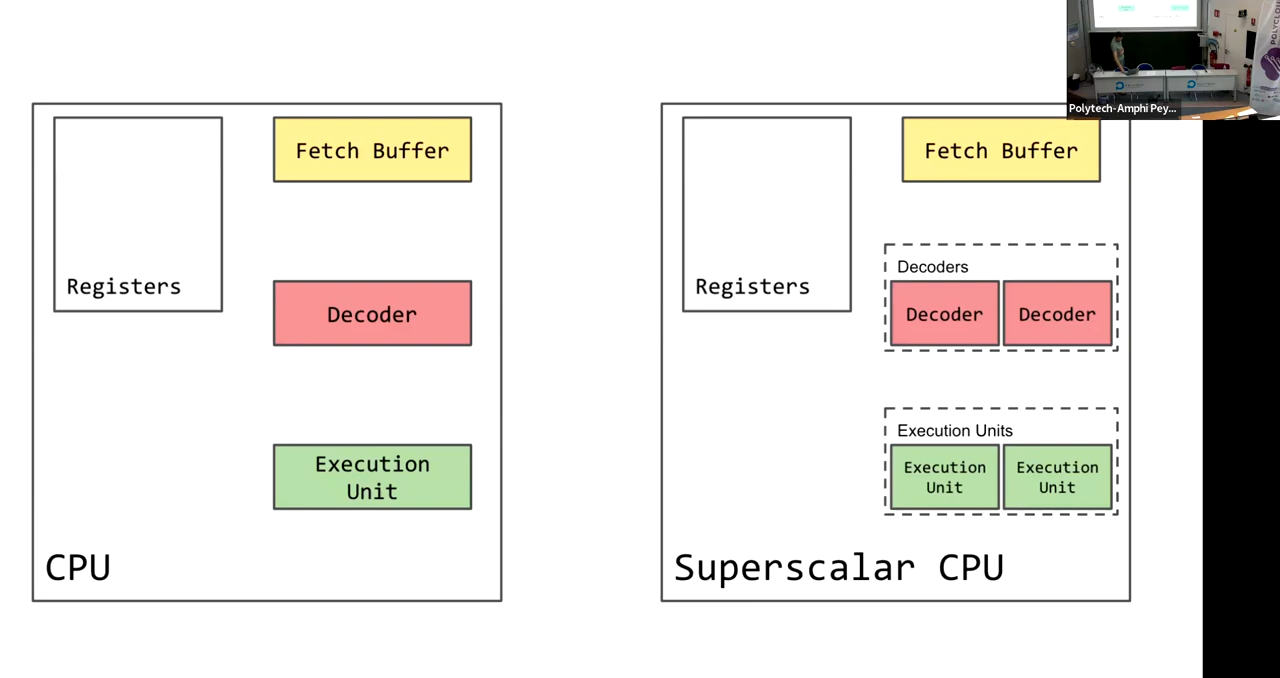 Polytech-Amphi Pey...
Fetch Buffer
Registers
Decoder
Execution
Unit
CPU
Fetch Buffer
Registers
Decoders
Decoder Decoder
Execution Units
Execution Execution
Unit Unit
Superscalar CPU